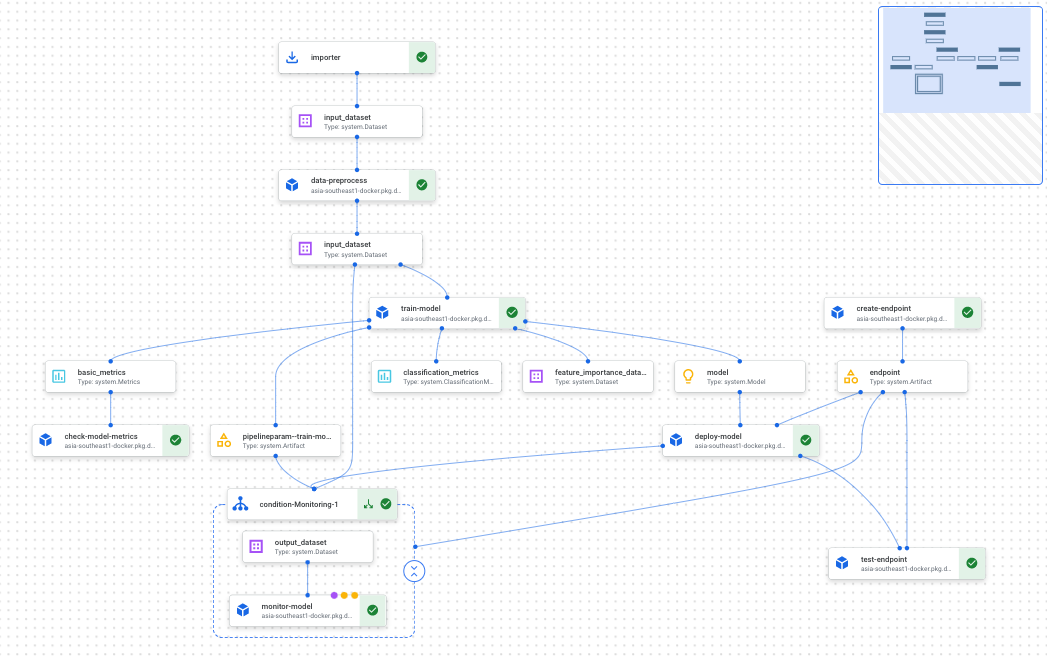 importer
input_dataset
Type: system.Dataset
data-preprocess
asia-southeast1-docker.pkg.d...
input_dataset
Type: system.Dataset
train-model
asia-southeast1-docker.pkg.d...
create-endpoint
asia-southeast1-docker.pkg.d...
basic_metrics
Type: system.Metrics
classification_metrics
Type: system.ClassificationM...
feature_importance_data...
Type: system.Dataset
model
Type: system.Model
endpoint
Type: system.Artifact
check-model-metrics
asia-southeast1-docker.pkg.d...
pipelineparam--train-mo...
Type: system.Artifact
deploy-model
asia-southeast1-docker.pkg.d...
condition-Monitoring-1
output_dataset
Type: system.Dataset
test-endpoint
asia-southeast1-docker.pkg.d...
monitor-model
asia-southeast1-docker.pkg.d...